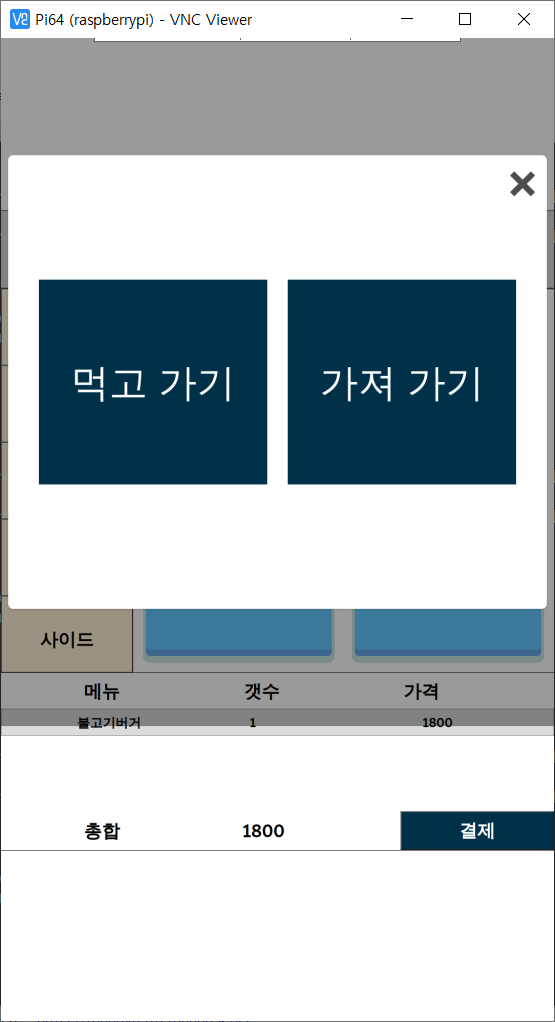 Pi64 (raspberrypi) - VNC Viewer
먹고 가기 가져 가기
사이드
메뉴 갯수 가격
불고기버거 1 1800
총합 1800 결제